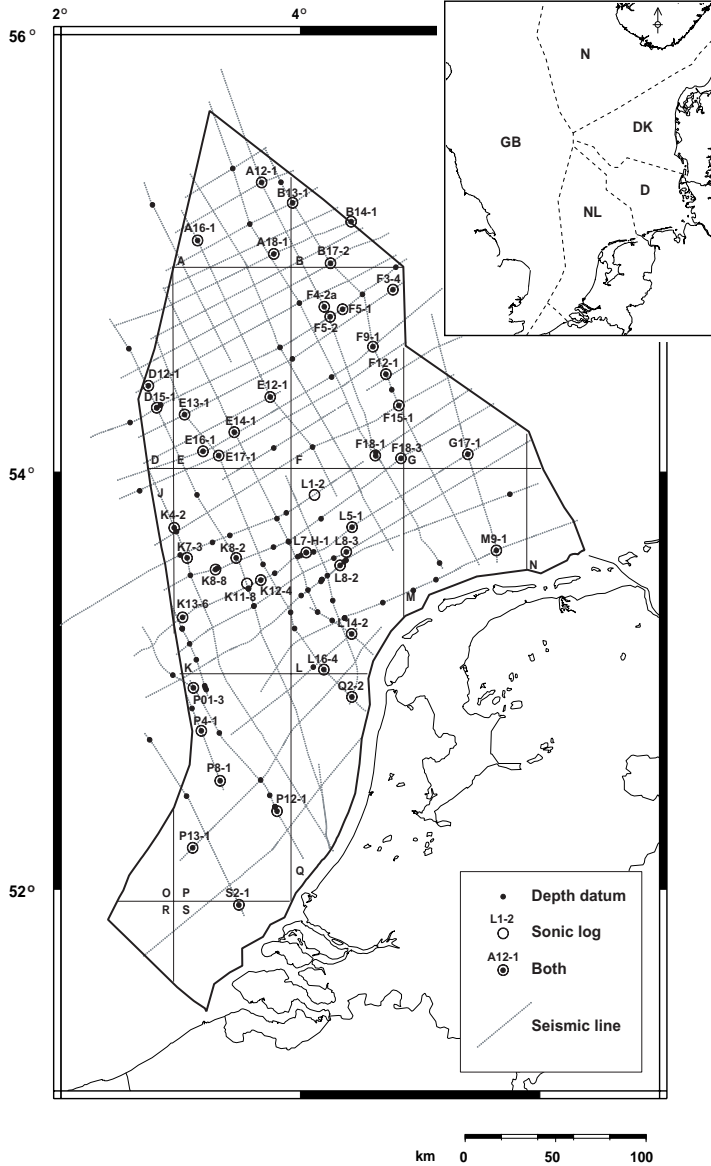 2°
4°
56°
N
GB
DK
D
NL
A12-1
B13-1
B14-1
A16-1
A18-1
B17-2
A
B
F3-4
F4-2a
F5-1
F5-2
F9-1
D12-1
E12-1
F12-1
D15-1
E13-1
F15-1
E14-1
E16-1
E17-1
F18-1
F18-3
G17-1
54°
D
E
F
G
J
L1-2
K4-2
L5-1
M9-1
K7-3
K8-2
L7-H-1
L8-3
K8-8
L8-2
K11-8
K12-4
N
M
K13-6
L14-2
K
L
L16-4
P01-3
Q2-2
P4-1
P8-1
P12-1
P13-1
Q
52°
O
P
S2-1
R
S
Depth datum
L1-2
Sonic log
A12-1
Both
Seismic line
km
0
50
100